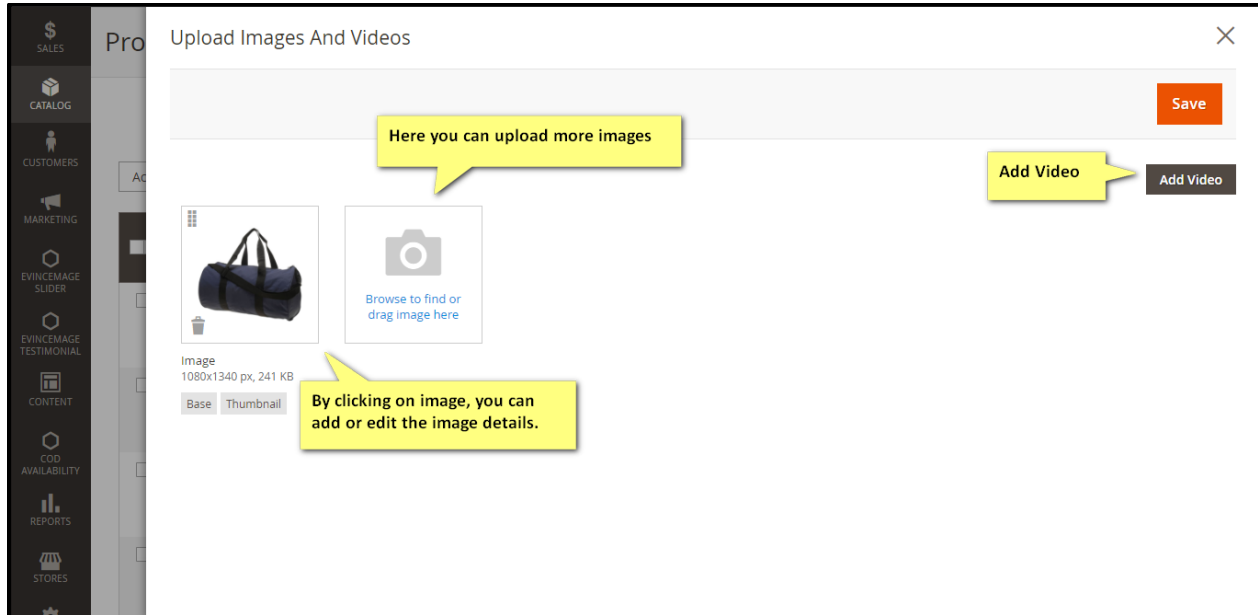 $
SALES
CATALOG
CUSTOMERS
MARKETING
EVINCEMAGE
SLIDER
EVINCEMAGE
TESTIMONIAL
CONTENT
COD
AVAILABILITY
REPORTS
STORES
Pro
Ac
Upload Images And Videos
Save
Here you can upload more images
Add Video
Add Video
Browse to find or
drag image here
Image
1080x1340 px, 241 KB
Base Thumbnail
By clicking on image, you can
add or edit the image details.